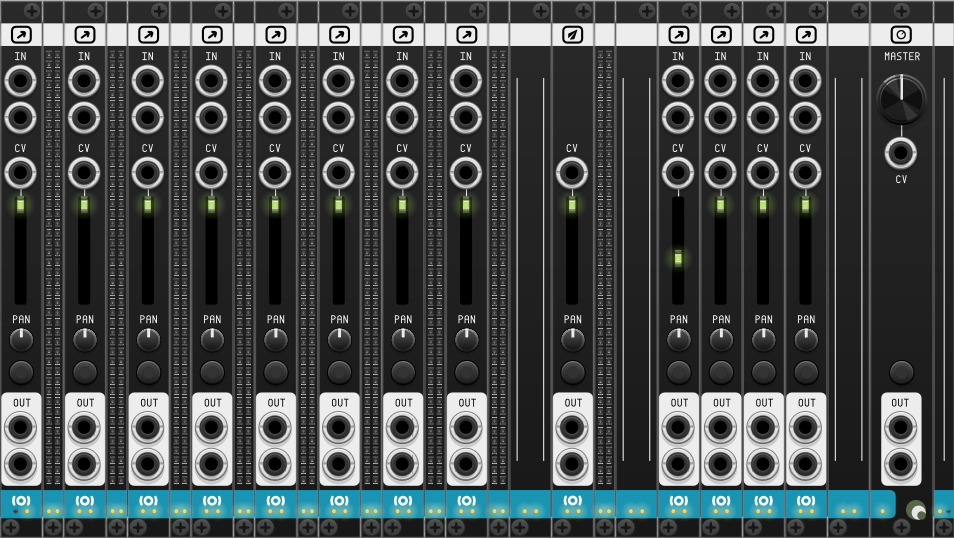 IN IN IN IN IN IN IN IN IN IN IN IN MASTER
CV CV CV CV CV CV CV CV CV CV CV CV CV
CV
PAN PAN PAN PAN PAN PAN PAN PAN PAN PAN PAN PAN PAN
OUT OUT OUT OUT OUT OUT OUT OUT OUT OUT OUT OUT OUT OUT